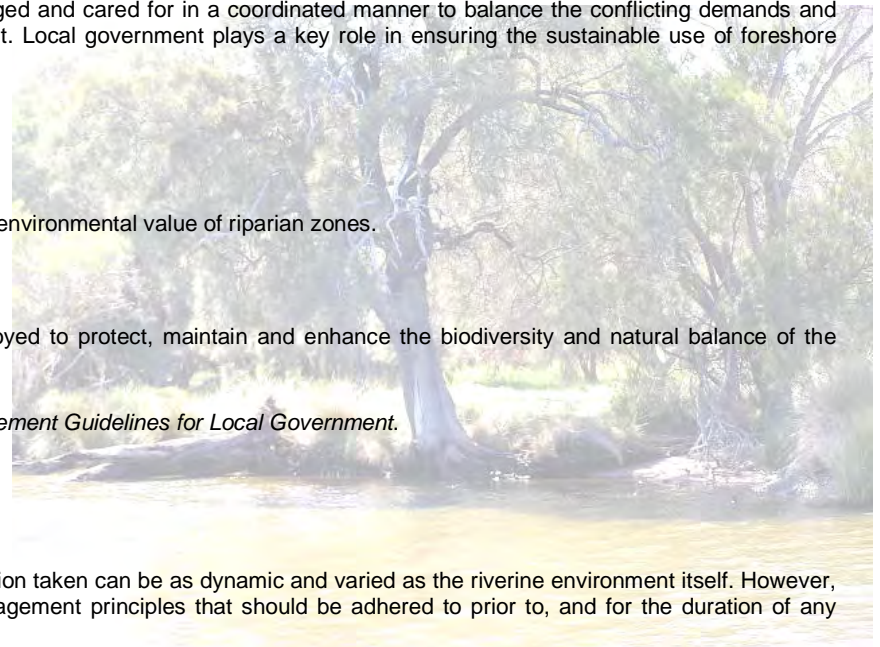 ged and cared for in a coordinated manner to balance the conflicting demands and
t. Local government plays a key role in ensuring the sustainable use of foreshore
environmental value of riparian zones.
oyed to protect, maintain and enhance the biodiversity and natural balance of the
ement Guidelines for Local Government.
ion taken can be as dynamic and varied as the riverine environment itself. However,
agement principles that should be adhered to prior to, and for the duration of any